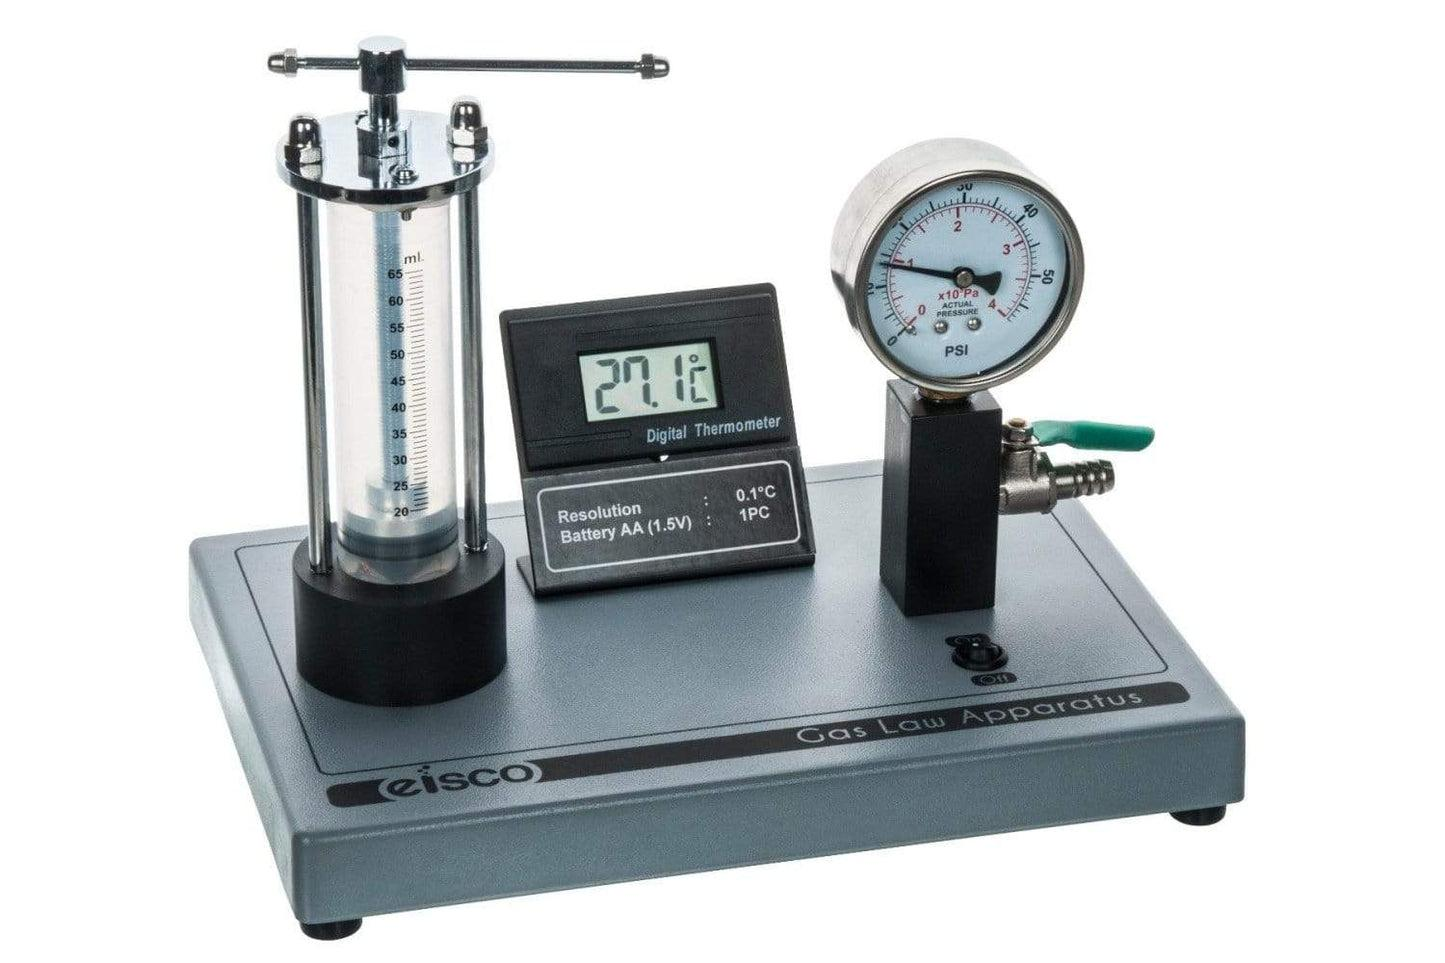 ml.
65
60
55
50
45
40
35
30
25
20
27.1°C
Digital Thermometer
Resolution : 0.1°C
Battery AA (1.5V) : 1PC
0
10
30
40
50
0
1
2
3
4
x10⁵Pa
ACTUAL
PRESSURE
PSI
On
Off
Gas Law Apparatus
eisco